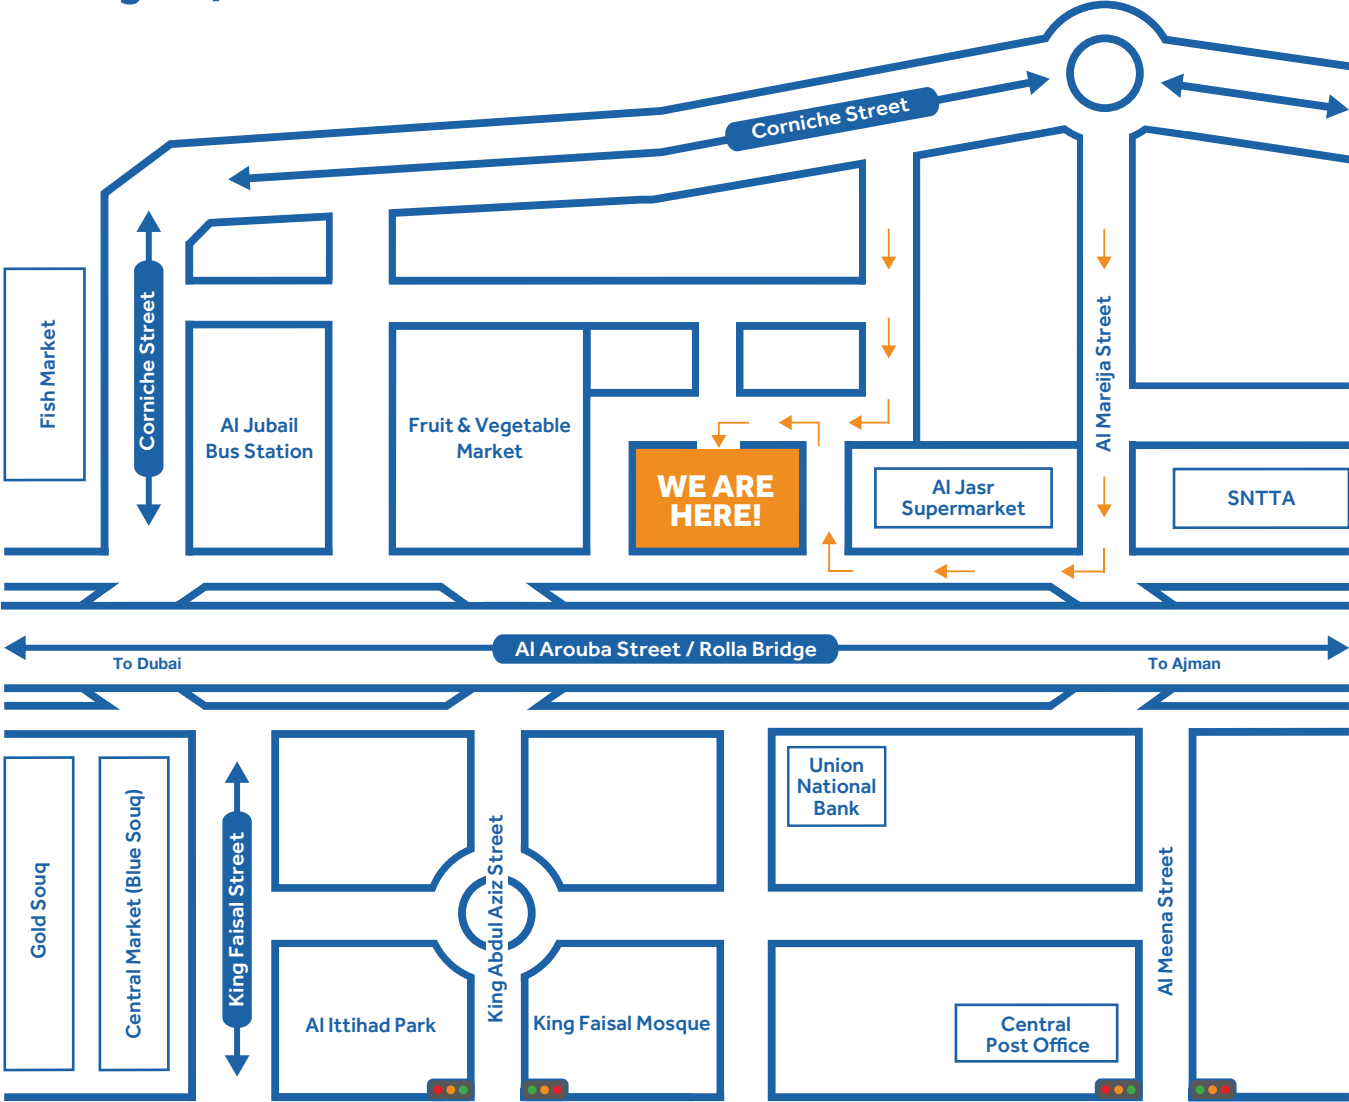 Corniche Street
Fish Market
Corniche Street
Al Mareija Street
Al Jubail
Bus Station
Fruit & Vegetable
Market
WE ARE
HERE!
Al Jasr
Supermarket
SNTTA
Al Arouba Street / Rolla Bridge
To Dubai
To Ajman
Gold Souq
Central Market (Blue Souq)
King Faisal Street
King Abdul Aziz Street
Union
National
Bank
Al Meena Street
Al Ittihad Park
King Faisal Mosque
Central
Post Office